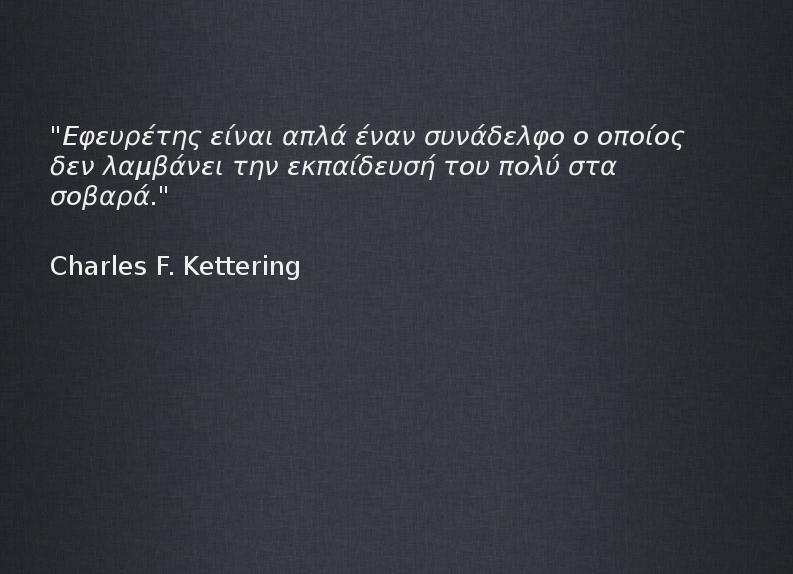 "Εφευρέτης είναι απλά έναν συνάδελφο ο οποίος
δεν λαμβάνει την εκπαίδευσή του πολύ στα
σοβαρά."
Charles F. Kettering